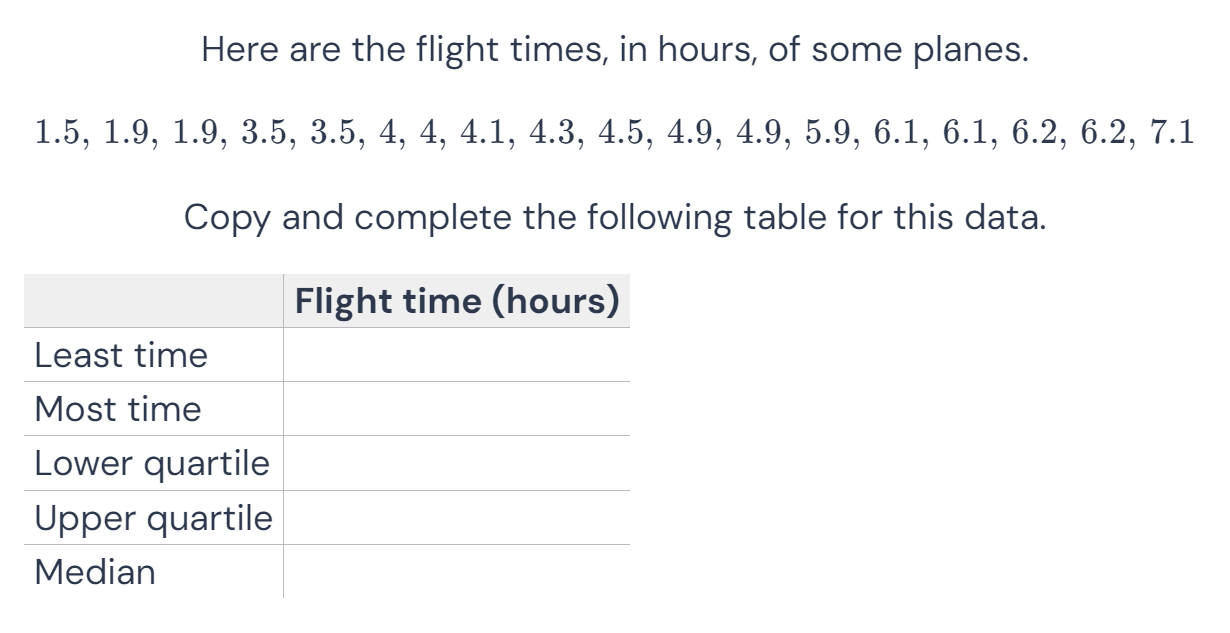 Here are the flight times, in hours, of some planes.
1.5, 1.9, 1.9, 3.5, 3.5, 4, 4, 4.1, 4.3, 4.5, 4.9, 4.9, 5.9, 6.1, 6.1, 6.2, 6.2, 7.1
Copy and complete the following table for this data.
Flight time (hours)
Least time
Most time
Lower quartile
Upper quartile
Median